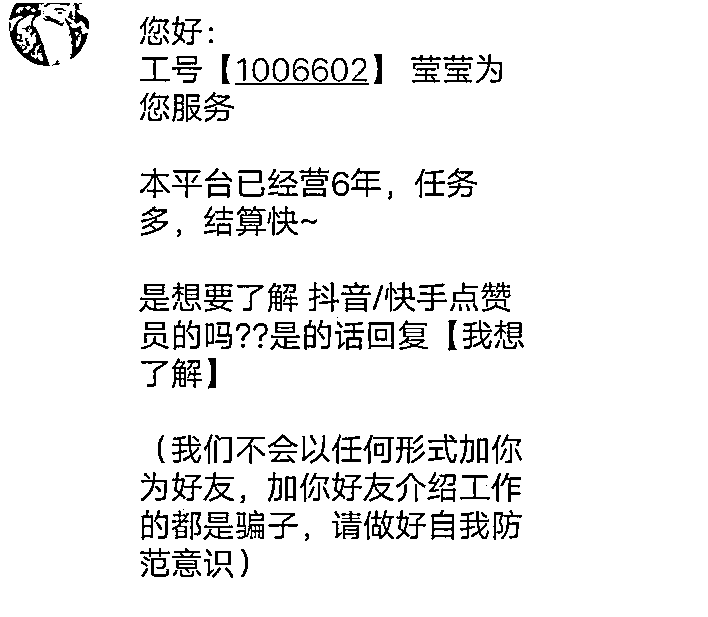 您好：
工号【1006602】 莹莹为
您服务
本平台已经营6年，任务
多，结算快~
是想要了解 抖音/快手点赞
员的吗??是的话回复【我想
了解】
（我们不会以任何形式加你
为好友，加你好友介绍工作
的都是骗子，请做好自我防
范意识）